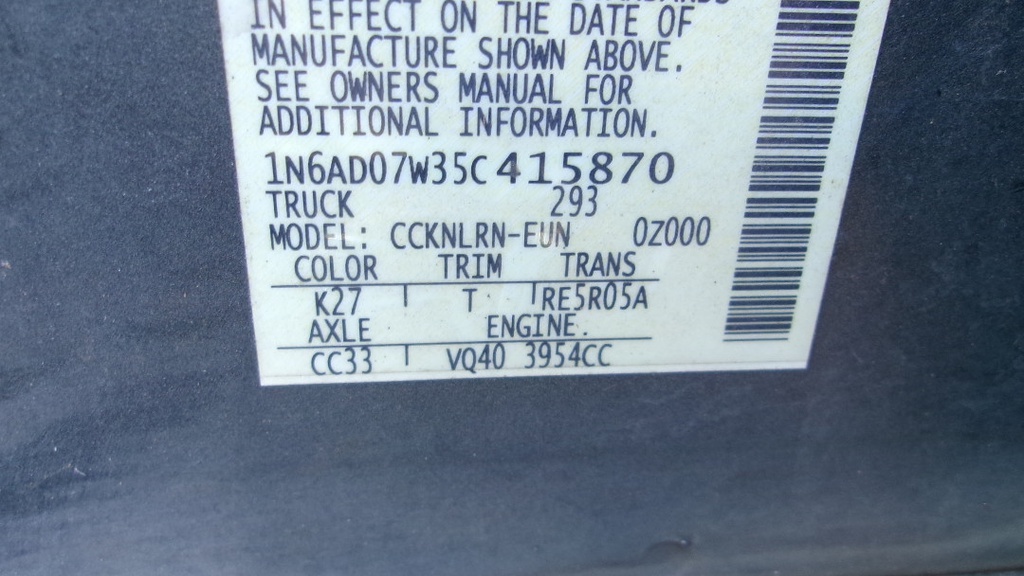 IN EFFECT ON THE DATE OF
MANUFACTURE SHOWN ABOVE.
SEE OWNERS MANUAL FOR
ADDITIONAL INFORMATION.
1N6AD07W35C415870
TRUCK 293
MODEL: CCKNLRN-EUN 0Z000
COLOR TRIM TRANS
K27 T RE5R05A
AXLE ENGINE.
CC33 VQ40 3954CC